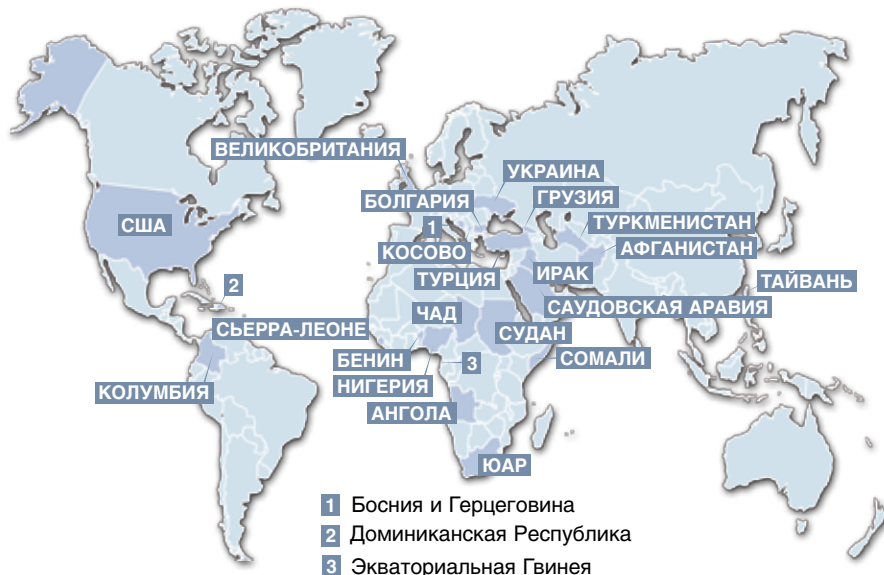 ВЕЛИКОБРИТАНИЯ
УКРАИНА
БОЛГАРИЯ
ГРУЗИЯ
США
1
ТУРКМЕНИСТАН
КОСОВО
АФГАНИСТАН
ТУРЦИЯ
ИРАК
ТАЙВАНЬ
2
САУДОВСКАЯ АРАВИЯ
ЧАД
СЬЕРРА-ЛЕОНЕ
СУДАН
БЕНИН
3
СОМАЛИ
КОЛУМБИЯ
НИГЕРИЯ
АНГОЛА
ЮАР
1 Босния и Герцеговина
2 Доминиканская Республика
3 Экваториальная Гвинея